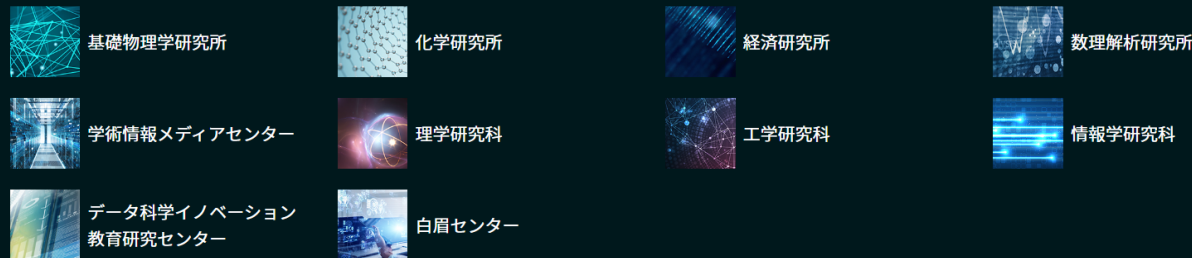 基礎物理学研究所
化学研究所
経済研究所
数理解析研究所
学術情報メディアセンター
理学研究科
工学研究科
情報学研究科
データ科学イノベーション
教育研究センター
白眉センター